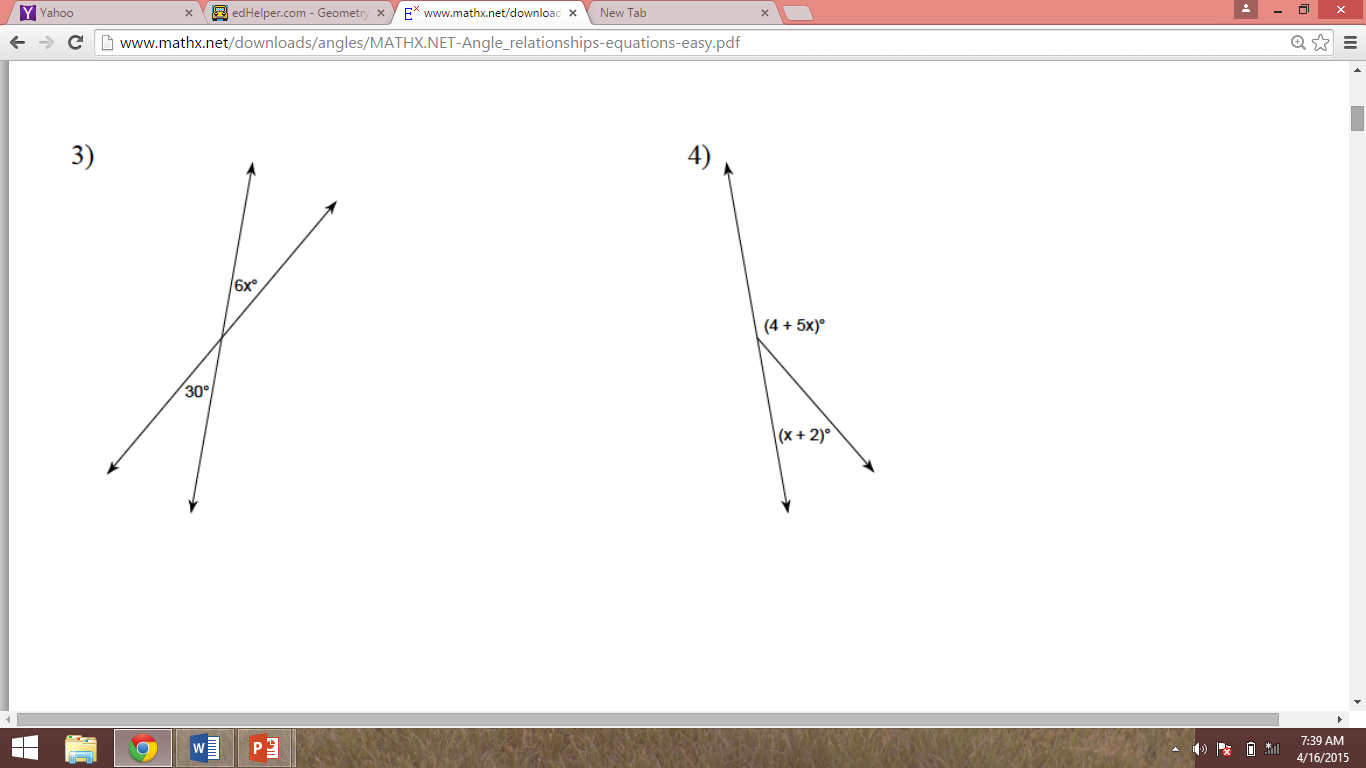 Yahoo
edHelper.com - Geometry
www.mathx.net/download
New Tab
www.mathx.net/downloads/angles/MATHX.NET-Angle_relationships-equations-easy.pdf
3)
6x°
30°
4)
(4 + 5x)°
(x + 2)°
7:39 AM
4/16/2015